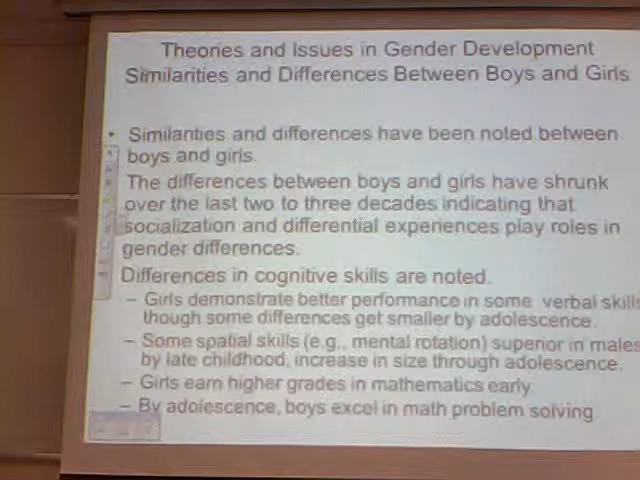 Theories and Issues in Gender Development
Similarities and Differences Between Boys and Girls
• Similarities and differences have been noted between
boys and girls.
The differences between boys and girls have shrunk
over the last two to three decades indicating that
socialization and differential experiences play roles in
gender differences.
Differences in cognitive skills are noted.
– Girls demonstrate better performance in some verbal skills
though some differences get smaller by adolescence.
– Some spatial skills (e.g., mental rotation) superior in males
by late childhood, increase in size through adolescence.
– Girls earn higher grades in mathematics early
– By adolescence, boys excel in math problem solving